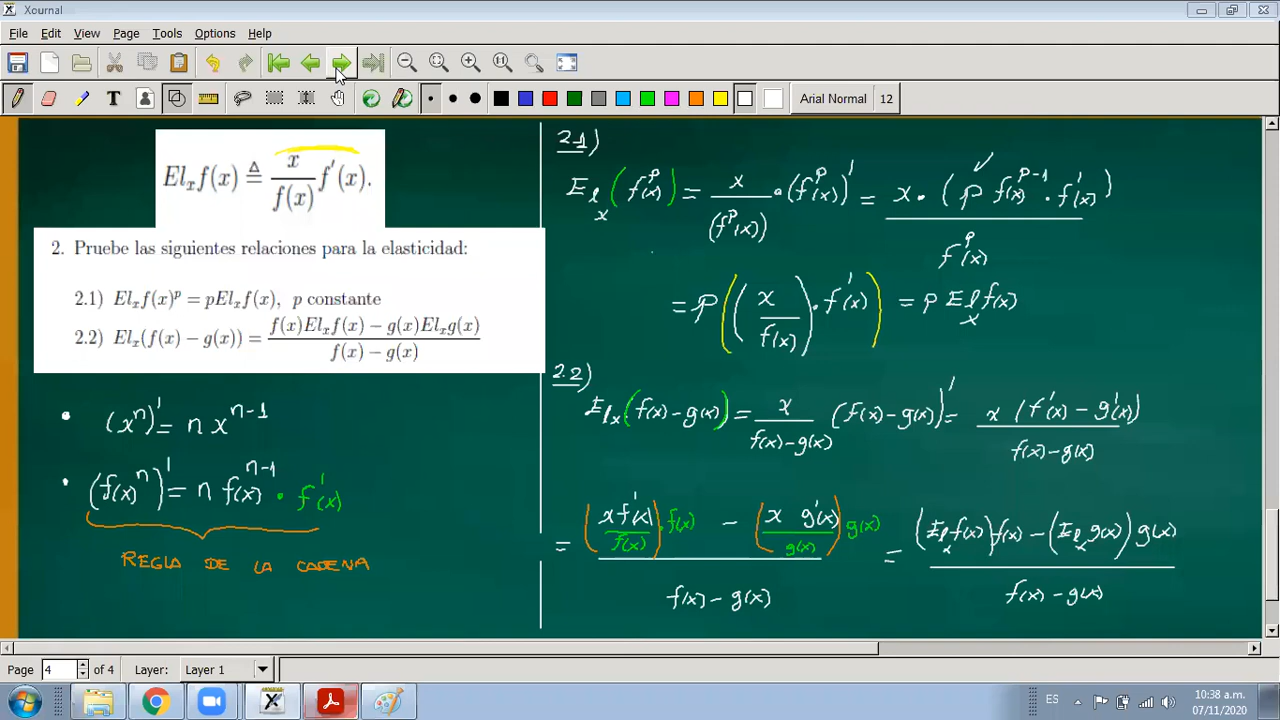 Xournal
File Edit View Page Tools Options Help
T Arial Normal 12
El_x f(x) ≜ x/f(x) f'(x).
2. Pruebe las siguientes relaciones para la elasticidad:
2.1) El_x f(x)^p = pEl_x f(x), p constante
2.2) El_x(f(x) − g(x)) = (f(x)El_x f(x) − g(x)El_x g(x))/(f(x) − g(x))
• (x^n)' = n x^(n-1)
• (f(x)^n)' = n f(x)^(n-1) · f'(x)
REGLA DE LA CADENA
2.1)
El_x (f^p(x)) = x/(f^p(x)) · (f^p(x))' = x·(p f(x)^(p-1) · f'(x))/f^p(x)
= p((x/f(x)) · f'(x)) = p El_x f(x)
2.2)
El_x (f(x) − g(x)) = x/(f(x)−g(x)) (f(x)−g(x))' = x (f'(x) − g'(x))/(f(x)−g(x))
= ((x f'(x)/f(x))·f(x) − (x g'(x)/g(x)) g(x))/(f(x) − g(x)) = ((El_x f(x)) f(x) − (El_x g(x)) g(x))/(f(x) − g(x))
Page 4 of 4 Layer: Layer 1
ES 10:38 a.m.
07/11/2020